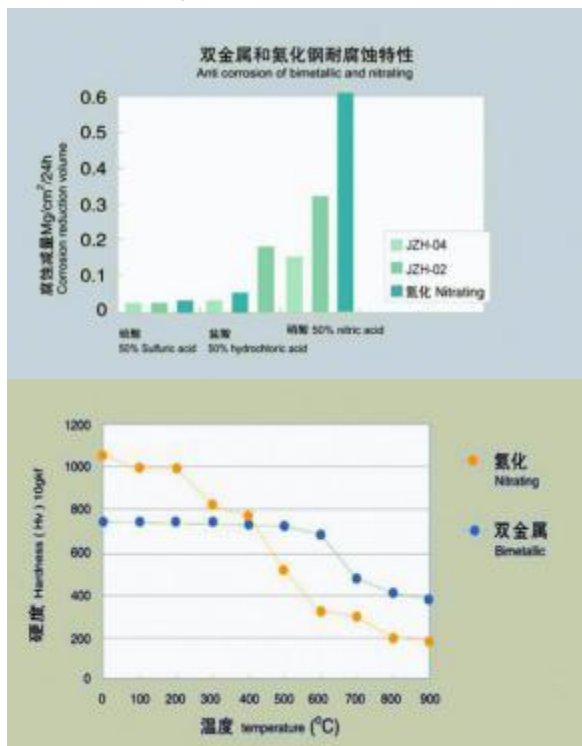 双金属和氮化钢耐腐蚀特性
Anti corrosion of bimetallic and nitrating
腐蚀减量Mg/cm²/24h
Corrosion reduction volume
0.6
0.5
0.4
0.3
0.2
0.1
0
JZH-04
JZH-02
氮化 Nitrating
硫酸
50% Sulfuric acid
盐酸
50% hydrochloric acid
硝酸 50% nitric acid
硬度 Hardness ( Hv ) 10gkf
1200
1000
800
600
400
200
0
0 100 200 300 400 500 600 700 800 900
温度 temperature (°C)
氮化
Nitrating
双金属
Bimetallic